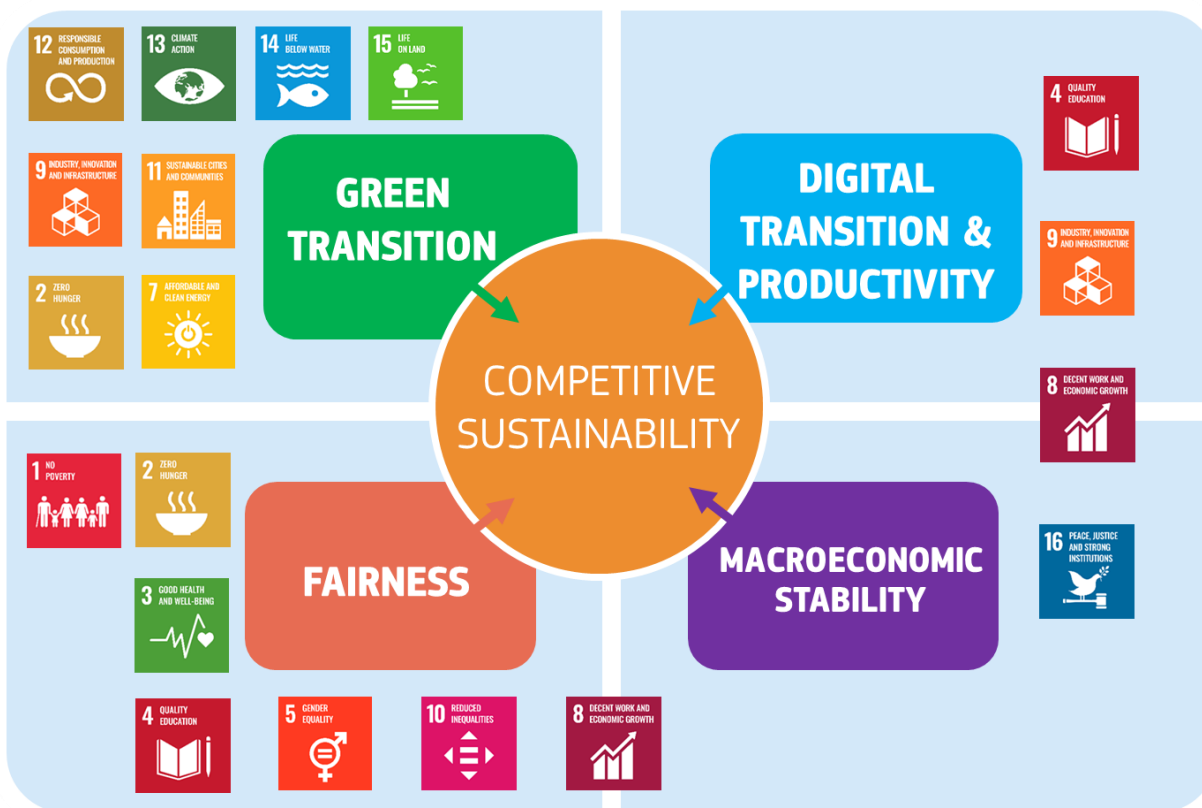 12 RESPONSIBLE
CONSUMPTION
AND PRODUCTION
13 CLIMATE
ACTION
14 LIFE
BELOW WATER
15 LIFE
ON LAND
9 INDUSTRY, INNOVATION
AND INFRASTRUCTURE
11 SUSTAINABLE CITIES
AND COMMUNITIES
2 ZERO
HUNGER
7 AFFORDABLE AND
CLEAN ENERGY
GREEN
TRANSITION
DIGITAL
TRANSITION &
PRODUCTIVITY
4 QUALITY
EDUCATION
9 INDUSTRY, INNOVATION
AND INFRASTRUCTURE
8 DECENT WORK AND
ECONOMIC GROWTH
COMPETITIVE
SUSTAINABILITY
1 NO
POVERTY
2 ZERO
HUNGER
3 GOOD HEALTH
AND WELL-BEING
FAIRNESS
4 QUALITY
EDUCATION
5 GENDER
EQUALITY
10 REDUCED
INEQUALITIES
8 DECENT WORK AND
ECONOMIC GROWTH
MACROECONOMIC
STABILITY
16 PEACE, JUSTICE
AND STRONG
INSTITUTIONS